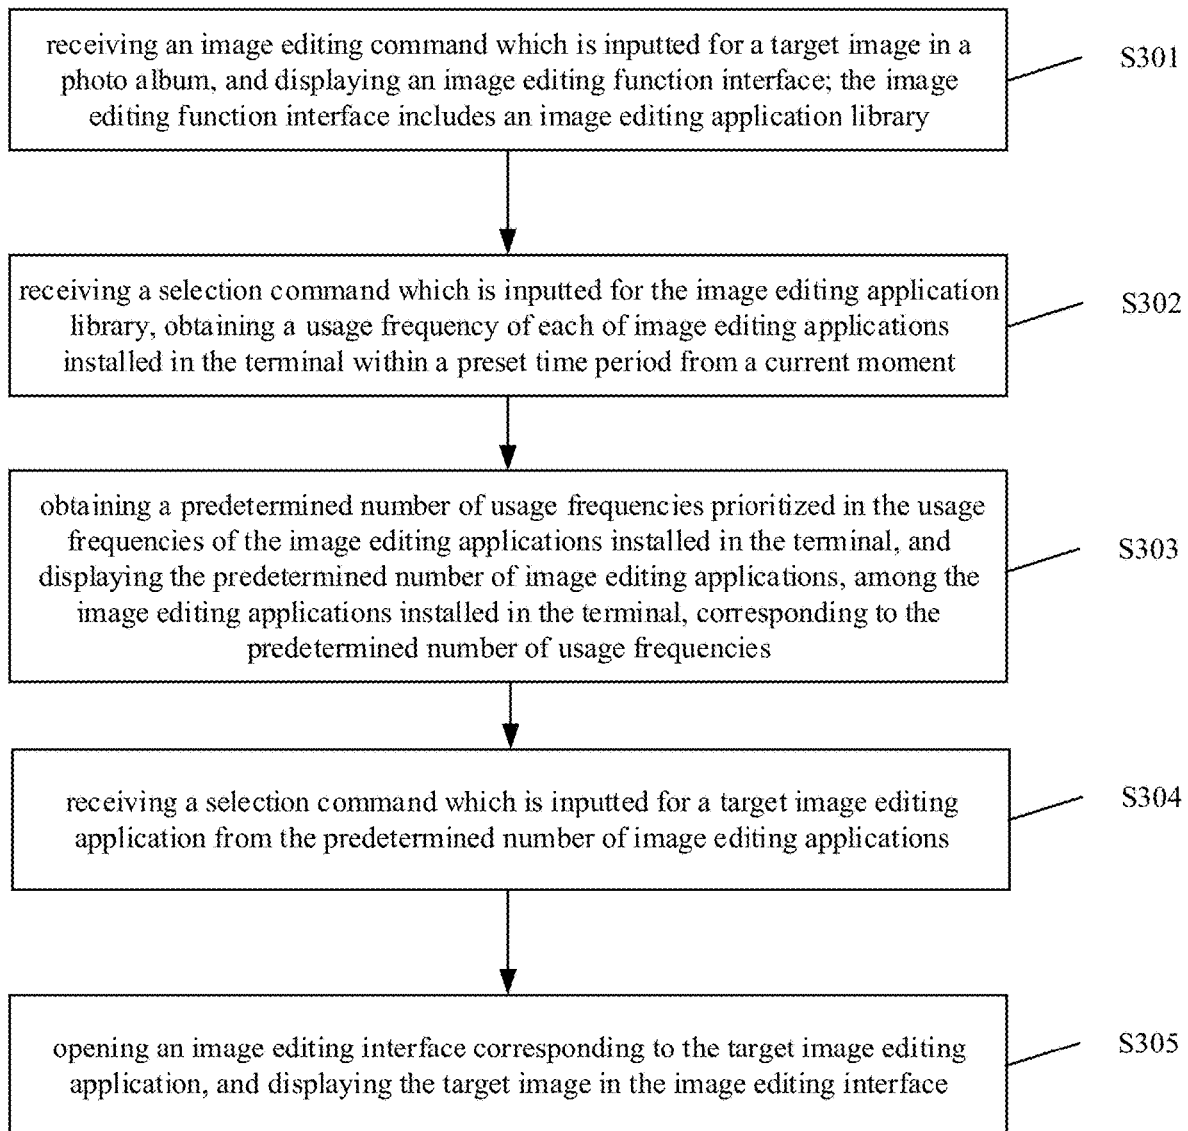 receiving an image editing command which is inputted for a target image in a
photo album, and displaying an image editing function interface; the image
editing function interface includes an image editing application library
S301
receiving a selection command which is inputted for the image editing application
library, obtaining a usage frequency of each of image editing applications
installed in the terminal within a preset time period from a current moment
S302
obtaining a predetermined number of usage frequencies prioritized in the usage
frequencies of the image editing applications installed in the terminal, and
displaying the predetermined number of image editing applications, among the
image editing applications installed in the terminal, corresponding to the
predetermined number of usage frequencies
S303
receiving a selection command which is inputted for a target image editing
application from the predetermined number of image editing applications
S304
opening an image editing interface corresponding to the target image editing
application, and displaying the target image in the image editing interface
S305